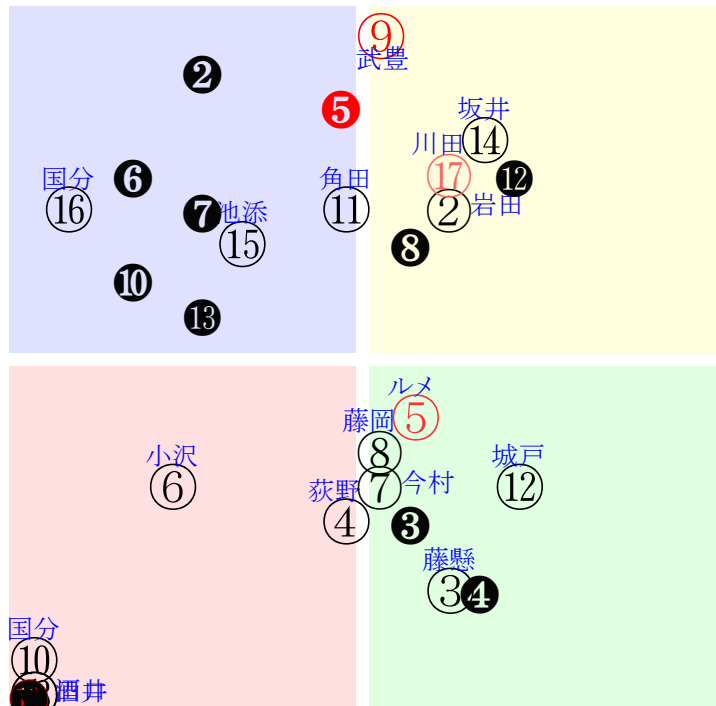 ⑨
武豊
❷
❺
坂井
⑭
川田
⑰
⓬
国分
⑯
❻
角田
⑪
②
岩田
❼
池添
⑮
❽
❿
⓭
ルメ
⑤
藤岡
⑧
小沢
⑥
城戸
⑫
荻野
④
⑦
今村
❸
藤懸
③
❹
国分
⑩